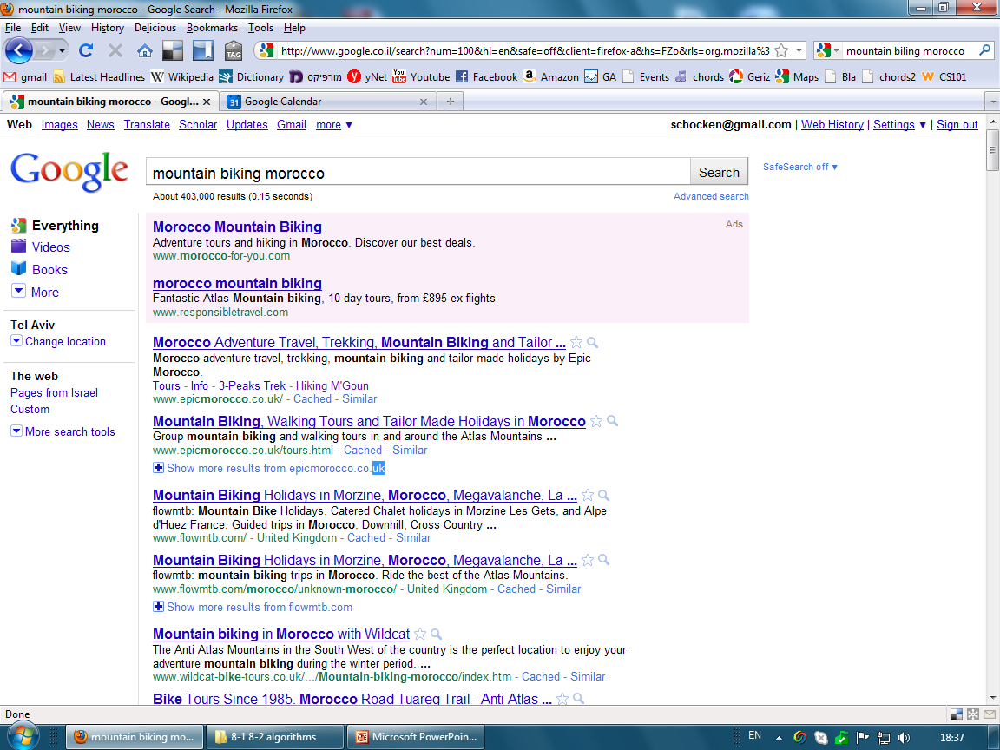 mountain biking morocco - Google Search - Mozilla Firefox
File Edit View History Delicious Bookmarks Tools Help
TAG http://www.google.co.il/search?num=100&hl=en&safe=off&client=firefox-a&hs=FZo&rls=org.mozilla%3 mountain bikling morocco
gmail Latest Headlines Wikipedia Dictionary מורפיקס yNet Youtube Facebook Amazon GA Events chords Geriz Maps Bla chords2 CS101
mountain biking morocco - Googl... 31 Google Calendar
Web Images News Translate Scholar Updates Gmail more ▼ schocken@gmail.com | Web History | Settings ▼ | Sign out
Google
mountain biking morocco Search SafeSearch off ▼
About 403,000 results (0.15 seconds) Advanced search
Everything
Videos
Books
More
Tel Aviv
Change location
The web
Pages from Israel
Custom
More search tools
Morocco Mountain Biking Ads
Adventure tours and hiking in Morocco. Discover our best deals.
www.morocco-for-you.com
morocco mountain biking
Fantastic Atlas Mountain biking, 10 day tours, from £895 ex flights
www.responsibletravel.com
Morocco Adventure Travel, Trekking, Mountain Biking and Tailor ...
Morocco adventure travel, trekking, mountain biking and tailor made holidays by Epic
Morocco.
Tours - Info - 3-Peaks Trek - Hiking M'Goun
www.epicmorocco.co.uk/ - Cached - Similar
Mountain Biking, Walking Tours and Tailor Made Holidays in Morocco
Group mountain biking and walking tours in and around the Atlas Mountains ...
www.epicmorocco.co.uk/tours.html - Cached - Similar
Show more results from epicmorocco.co.uk
Mountain Biking Holidays in Morzine, Morocco, Megavalanche, La ...
flowmtb: Mountain Bike Holidays. Catered Chalet holidays in Morzine Les Gets, and Alpe
d'Huez France. Guided trips in Morocco. Downhill, Cross Country ...
www.flowmtb.com/ - United Kingdom - Cached - Similar
Mountain Biking Holidays in Morzine, Morocco, Megavalanche, La ...
flowmtb: mountain biking trips in Morocco. Ride the best of the Atlas Mountains.
www.flowmtb.com/morocco/unknown-morocco/ - United Kingdom - Cached - Similar
Show more results from flowmtb.com
Mountain biking in Morocco with Wildcat
The Anti Atlas Mountains in the South West of the country is the perfect location to enjoy your
adventure mountain biking during the winter period. ...
www.wildcat-bike-tours.co.uk/.../Mountain-biking-morocco/index.htm - Cached - Similar
Bike Tours Since 1985. Morocco Road Tuareg Trail - Anti Atlas ...
Done
mountain biking mo... 8-1 8-2 algorithms Microsoft PowerPoin... EN 18:37